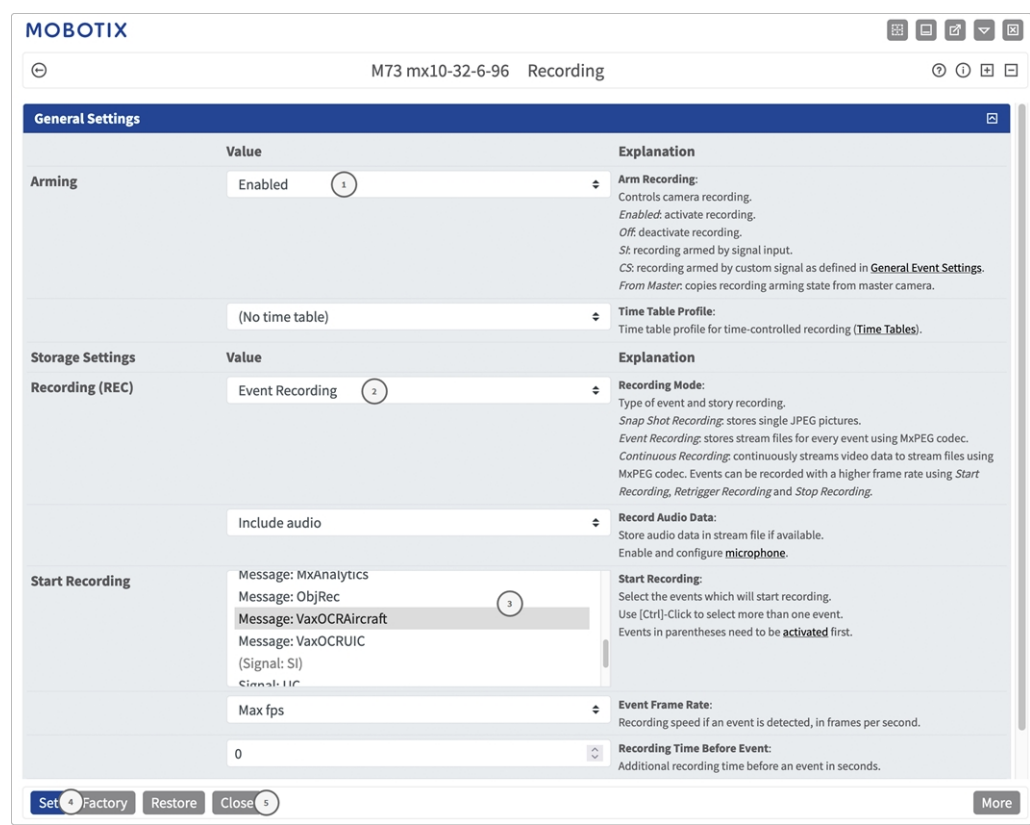 MOBOTIX
M73 mx10-32-6-96 Recording
General Settings
Value Explanation
Arming
Enabled 1
Arm Recording:
Controls camera recording.
Enabled: activate recording.
Off: deactivate recording.
SI: recording armed by signal input.
CS: recording armed by custom signal as defined in General Event Settings.
From Master: copies recording arming state from master camera.
(No time table)
Time Table Profile:
Time table profile for time-controlled recording (Time Tables).
Storage Settings Value Explanation
Recording (REC)
Event Recording 2
Recording Mode:
Type of event and story recording.
Snap Shot Recording: stores single JPEG pictures.
Event Recording: stores stream files for every event using MxPEG codec.
Continuous Recording: continuously streams video data to stream files using
MxPEG codec. Events can be recorded with a higher frame rate using Start
Recording, Retrigger Recording and Stop Recording.
Include audio
Record Audio Data:
Store audio data in stream file if available.
Enable and configure microphone.
Start Recording
Message: MxAnalytics
Message: ObjRec
3
Message: VaxOCRAircraft
Message: VaxOCRUIC
(Signal: SI)
Signal: UC
Start Recording:
Select the events which will start recording.
Use [Ctrl]-Click to select more than one event.
Events in parentheses need to be activated first.
Max fps
Event Frame Rate:
Recording speed if an event is detected, in frames per second.
0
Recording Time Before Event:
Additional recording time before an event in seconds.
Set 4 Factory Restore Close 5 More